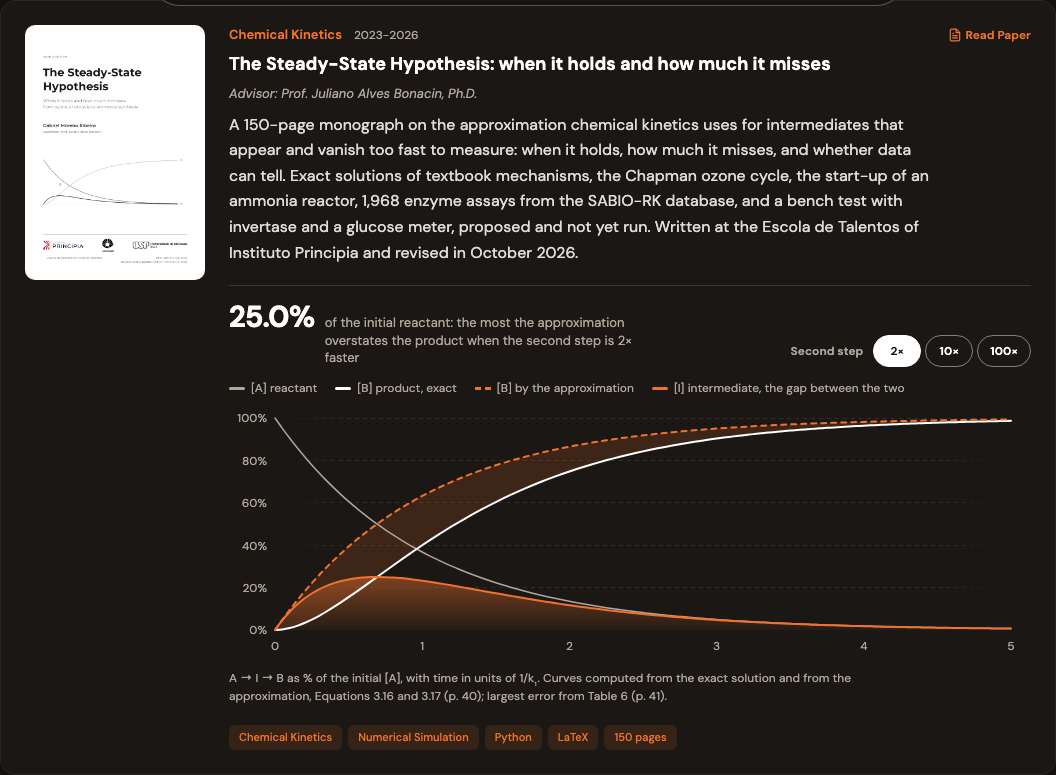 Chemical Kinetics 2023-2026
Read Paper
The Steady-State Hypothesis: when it holds and how much it misses
Advisor: Prof. Juliano Alves Bonacin, Ph.D.
A 150-page monograph on the approximation chemical kinetics uses for intermediates that
appear and vanish too fast to measure: when it holds, how much it misses, and whether data
can tell. Exact solutions of textbook mechanisms, the Chapman ozone cycle, the start-up of an
ammonia reactor, 1,968 enzyme assays from the SABIO-RK database, and a bench test with
invertase and a glucose meter, proposed and not yet run. Written at the Escola de Talentos of
Instituto Principia and revised in October 2026.
The Steady-State
Hypothesis
Gabriel Moreno Ribeiro
PRINCIPIA
USP
25.0%
of the initial reactant: the most the approximation
overstates the product when the second step is 2×
faster
Second step 2× 10× 100×
[A] reactant [B] product, exact [B] by the approximation [I] intermediate, the gap between the two
100%
80%
60%
40%
20%
0%
0 1 2 3 4 5
A → I → B as % of the initial [A], with time in units of 1/k₁. Curves computed from the exact solution and from the
approximation, Equations 3.16 and 3.17 (p. 40); largest error from Table 6 (p. 41).
Chemical Kinetics Numerical Simulation Python LaTeX 150 pages